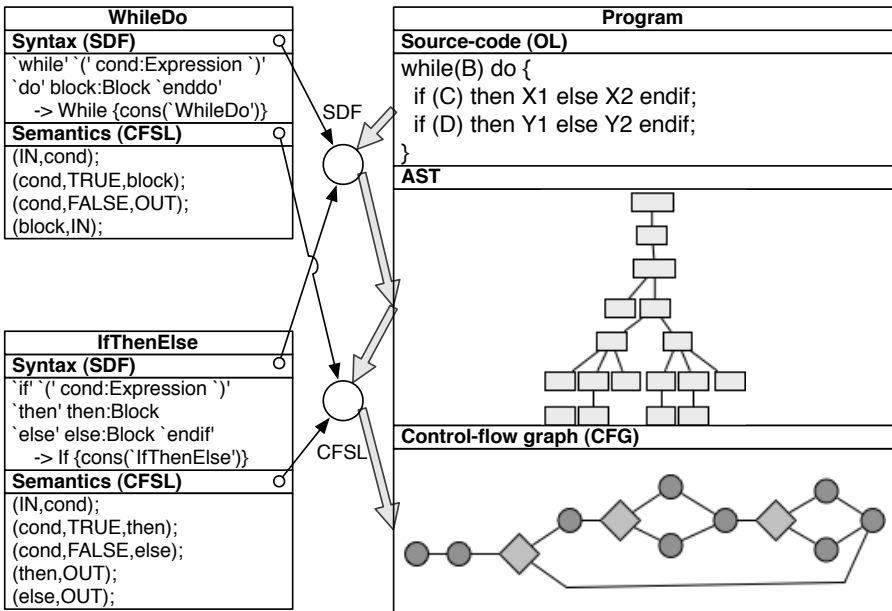 WhileDo
Syntax (SDF)
`while' `(' cond:Expression `)'
`do' block:Block `enddo'
-> While {cons(`WhileDo')}
Semantics (CFSL)
(IN,cond);
(cond,TRUE,block);
(cond,FALSE,OUT);
(block,IN);
IfThenElse
Syntax (SDF)
`if' `(' cond:Expression `)'
`then' then:Block
`else' else:Block `endif'
-> If {cons(`IfThenElse')}
Semantics (CFSL)
(IN,cond);
(cond,TRUE,then);
(cond,FALSE,else);
(then,OUT);
(else,OUT);
SDF
CFSL
Program
Source-code (OL)
while(B) do {
if (C) then X1 else X2 endif;
if (D) then Y1 else Y2 endif;
}
AST
Control-flow graph (CFG)